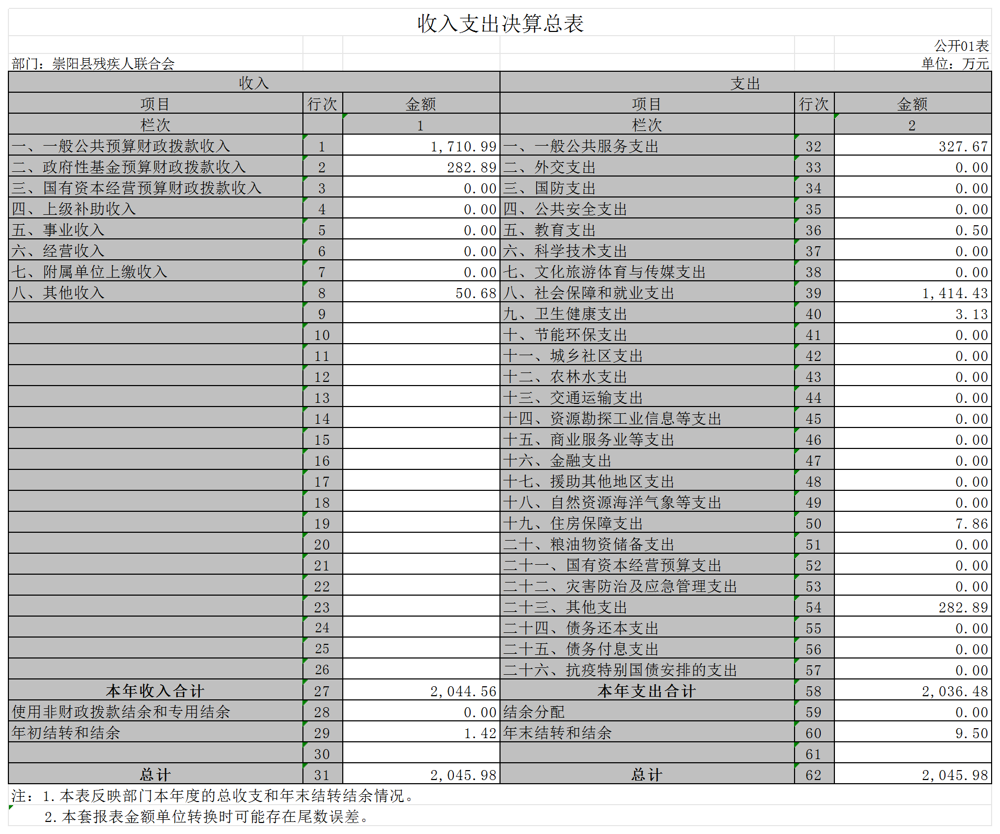 收入支出决算总表
公开01表
部门：崇阳县残疾人联合会 单位：万元
收入 支出
项目 行次 金额 项目 行次 金额
栏次 1 栏次 2
一、一般公共预算财政拨款收入 1 1,710.99 一、一般公共服务支出 32 327.67
二、政府性基金预算财政拨款收入 2 282.89 二、外交支出 33 0.00
三、国有资本经营预算财政拨款收入 3 0.00 三、国防支出 34 0.00
四、上级补助收入 4 0.00 四、公共安全支出 35 0.00
五、事业收入 5 0.00 五、教育支出 36 0.50
六、经营收入 6 0.00 六、科学技术支出 37 0.00
七、附属单位上缴收入 7 0.00 七、文化旅游体育与传媒支出 38 0.00
八、其他收入 8 50.68 八、社会保障和就业支出 39 1,414.43
9 九、卫生健康支出 40 3.13
10 十、节能环保支出 41 0.00
11 十一、城乡社区支出 42 0.00
12 十二、农林水支出 43 0.00
13 十三、交通运输支出 44 0.00
14 十四、资源勘探工业信息等支出 45 0.00
15 十五、商业服务业等支出 46 0.00
16 十六、金融支出 47 0.00
17 十七、援助其他地区支出 48 0.00
18 十八、自然资源海洋气象等支出 49 0.00
19 十九、住房保障支出 50 7.86
20 二十、粮油物资储备支出 51 0.00
21 二十一、国有资本经营预算支出 52 0.00
22 二十二、灾害防治及应急管理支出 53 0.00
23 二十三、其他支出 54 282.89
24 二十四、债务还本支出 55 0.00
25 二十五、债务付息支出 56 0.00
26 二十六、抗疫特别国债安排的支出 57 0.00
本年收入合计 27 2,044.56 本年支出合计 58 2,036.48
使用非财政拨款结余和专用结余 28 0.00 结余分配 59 0.00
年初结转和结余 29 1.42 年末结转和结余 60 9.50
30 61
总计 31 2,045.98 总计 62 2,045.98
注：1.本表反映部门本年度的总收支和年末结转结余情况。
2.本套报表金额单位转换时可能存在尾数误差。